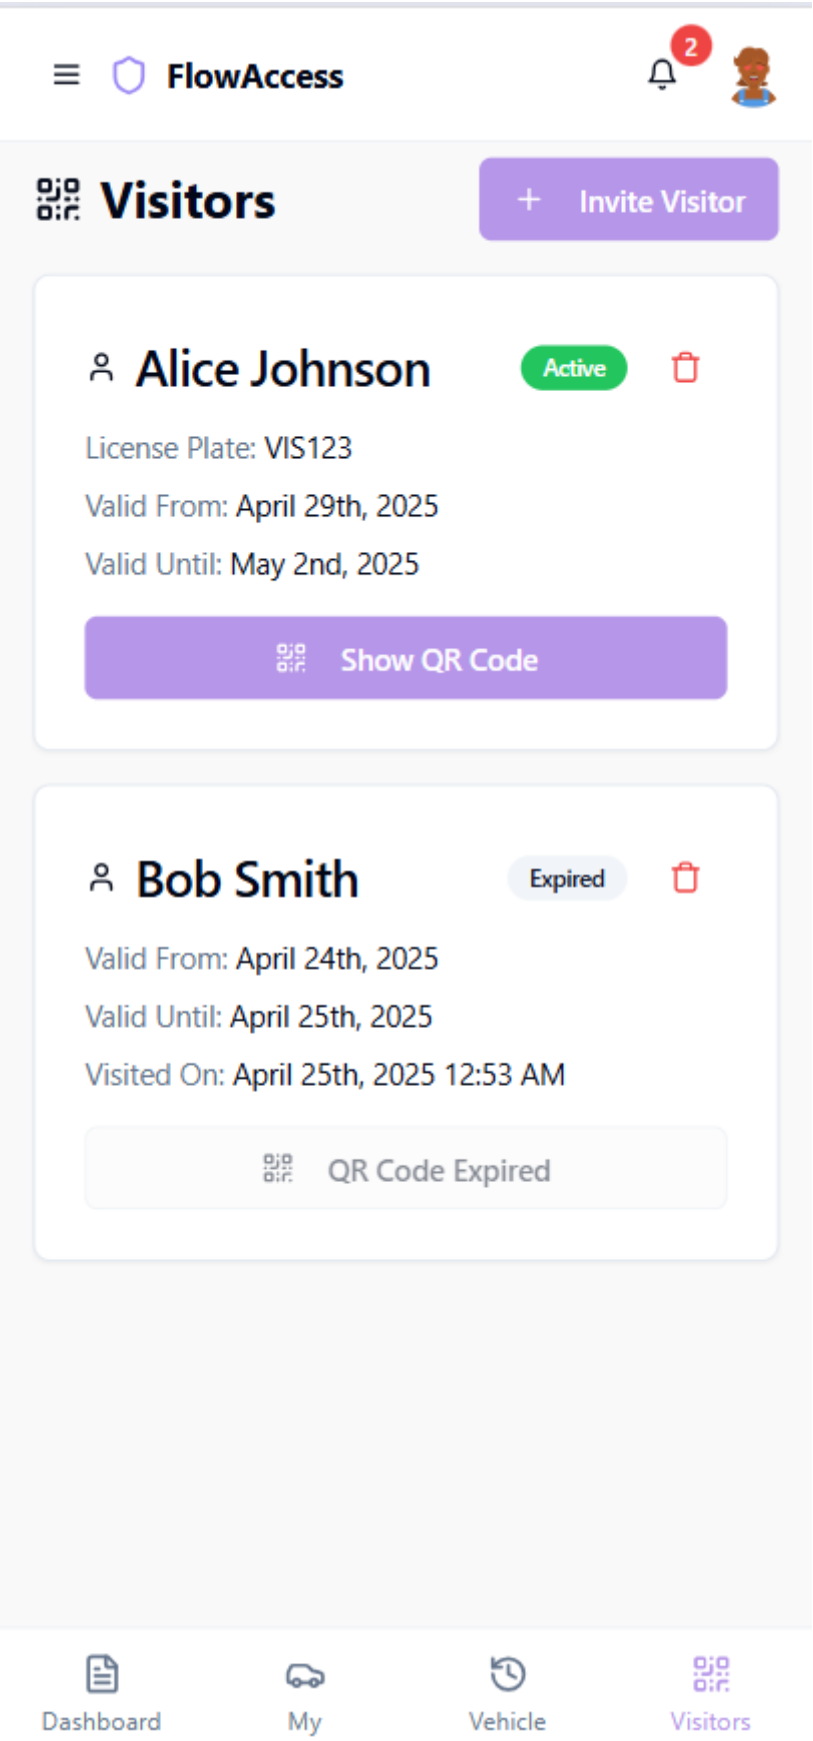 FlowAccess
2
Visitors
+ Invite Visitor
Alice Johnson
Active
License Plate: VIS123
Valid From: April 29th, 2025
Valid Until: May 2nd, 2025
Show QR Code
Bob Smith
Expired
Valid From: April 24th, 2025
Valid Until: April 25th, 2025
Visited On: April 25th, 2025 12:53 AM
QR Code Expired
Dashboard
My
Vehicle
Visitors